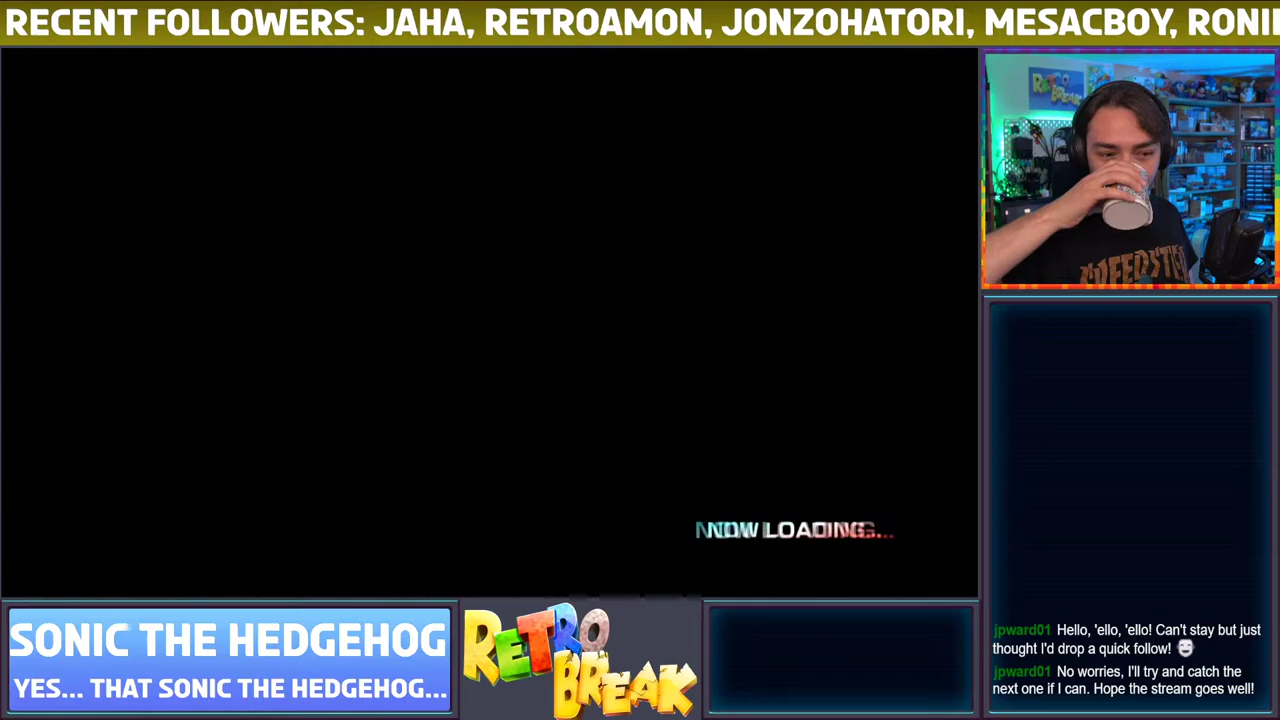 RECENT FOLLOWERS: JAHA, RETROAMON, JONZOHATORI, MESACBOY,
RETRO
BREAK
NOW LOADING...
SONIC THE HEDGEHOG
YES... THAT SONIC THE HEDGEHOG...
RETRO
BREAK
jpward01 Hello, 'ello, 'ello! Can't stay but just
thought I'd drop a quick follow!
jpward01 No worries, I'll try and catch the
next one if I can. Hope the stream goes well!